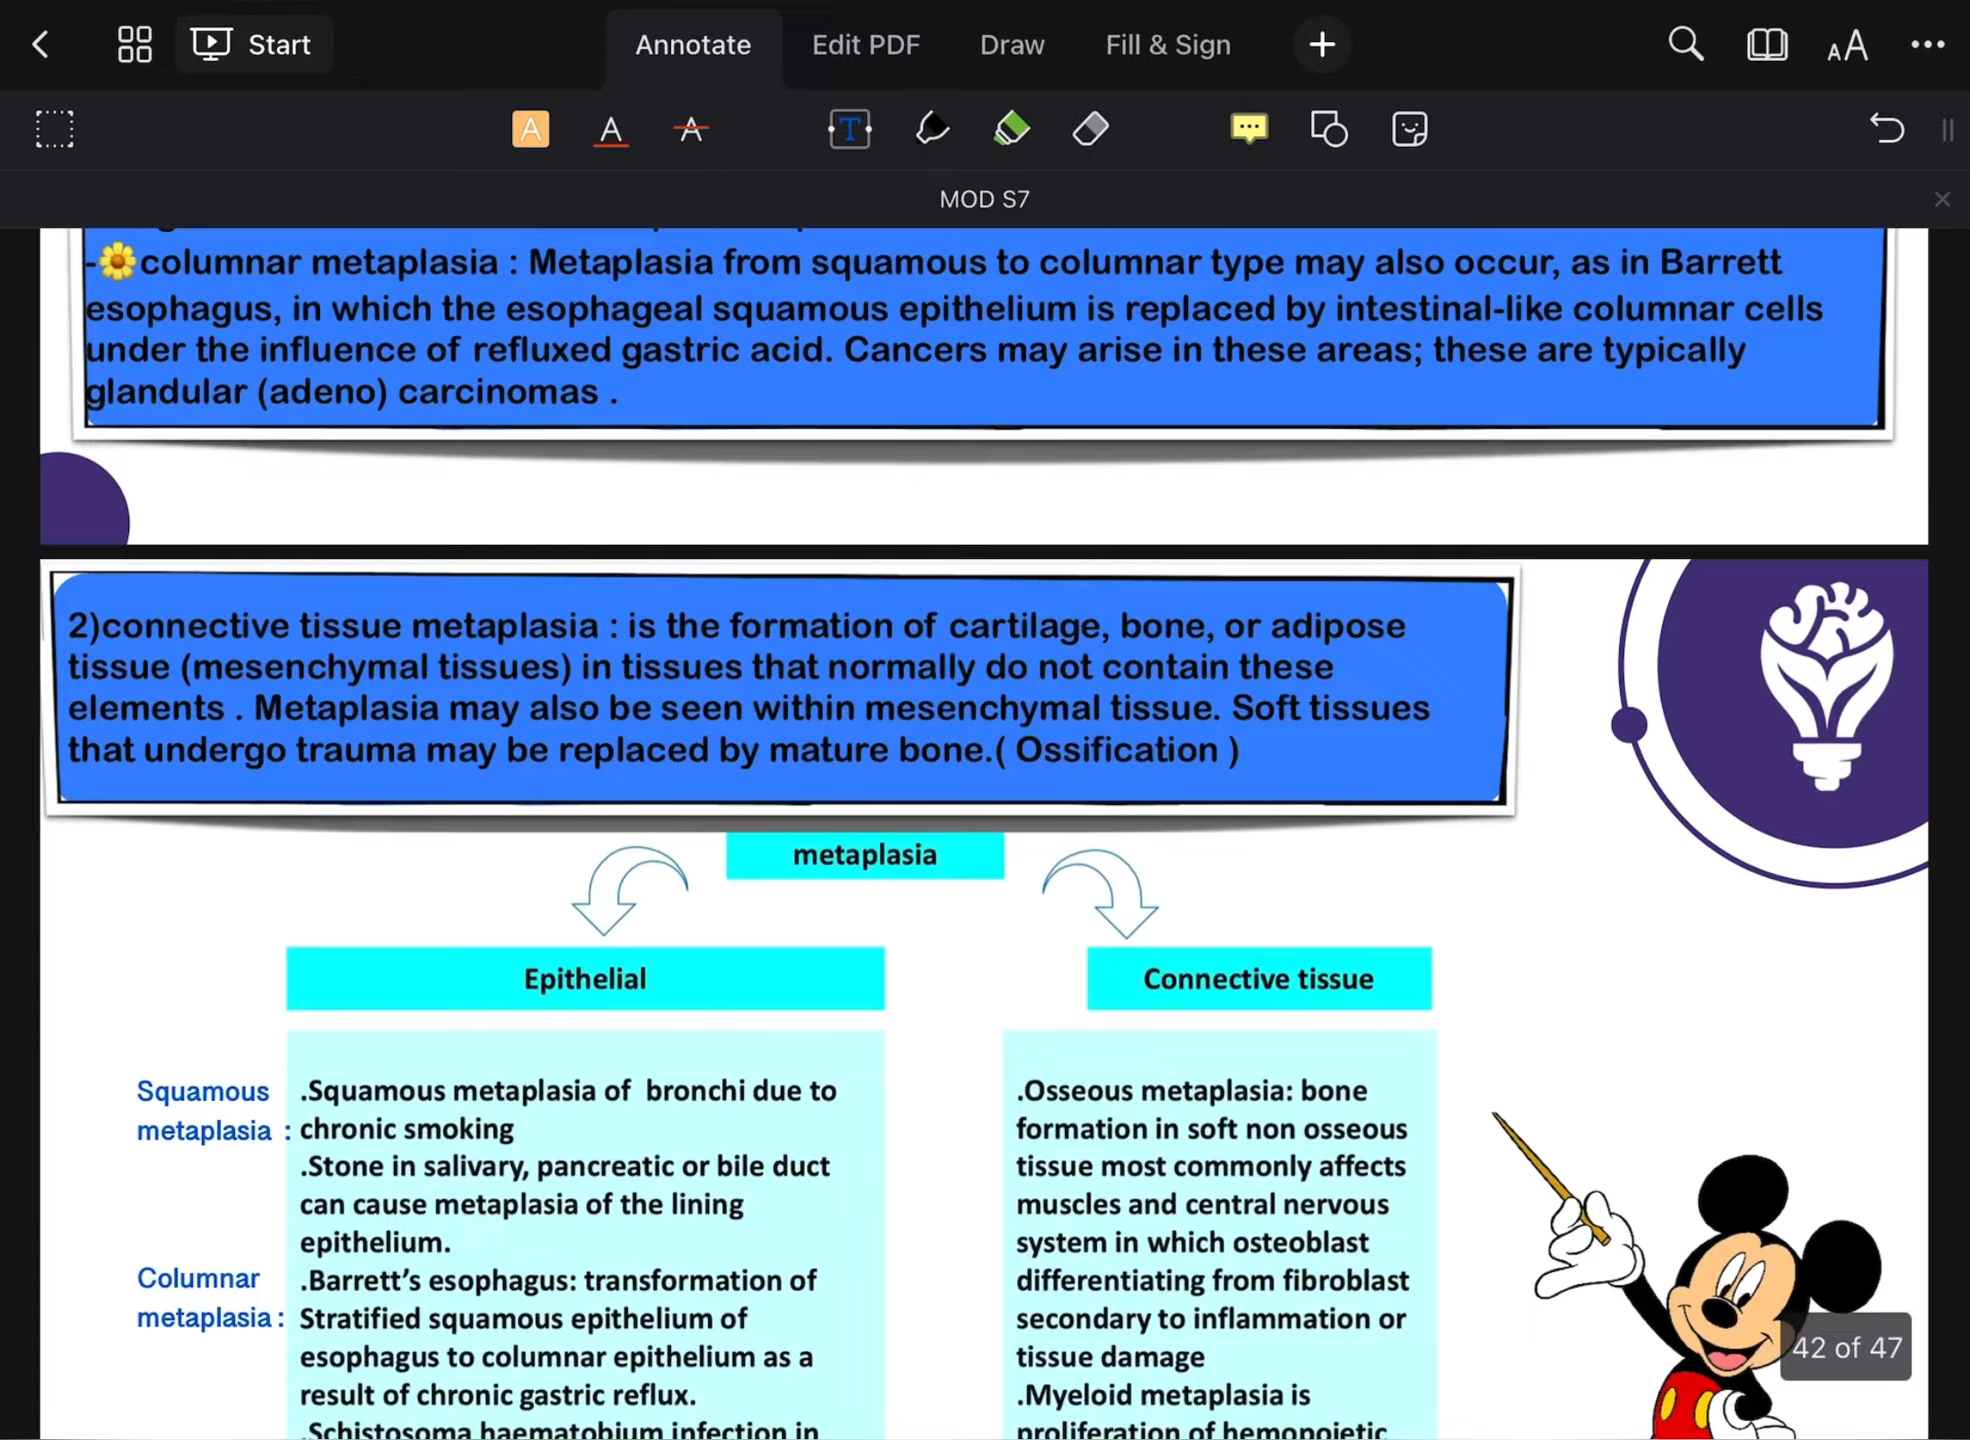 Start
Annotate
Edit PDF
Draw
Fill & Sign
AA
A
A
A
T
MOD S7
-🌼columnar metaplasia : Metaplasia from squamous to columnar type may also occur, as in Barrett
esophagus, in which the esophageal squamous epithelium is replaced by intestinal-like columnar cells
under the influence of refluxed gastric acid. Cancers may arise in these areas; these are typically
glandular (adeno) carcinomas .
2)connective tissue metaplasia : is the formation of cartilage, bone, or adipose
tissue (mesenchymal tissues) in tissues that normally do not contain these
elements . Metaplasia may also be seen within mesenchymal tissue. Soft tissues
that undergo trauma may be replaced by mature bone.( Ossification )
metaplasia
Epithelial
Connective tissue
Squamous
metaplasia :
.Squamous metaplasia of  bronchi due to
chronic smoking
.Stone in salivary, pancreatic or bile duct
can cause metaplasia of the lining
epithelium.
Columnar
metaplasia :
.Barrett’s esophagus: transformation of
Stratified squamous epithelium of
esophagus to columnar epithelium as a
result of chronic gastric reflux.
.Schistosoma haematobium infection in
.Osseous metaplasia: bone
formation in soft non osseous
tissue most commonly affects
muscles and central nervous
system in which osteoblast
differentiating from fibroblast
secondary to inflammation or
tissue damage
.Myeloid metaplasia is
proliferation of hemopoietic
42 of 47